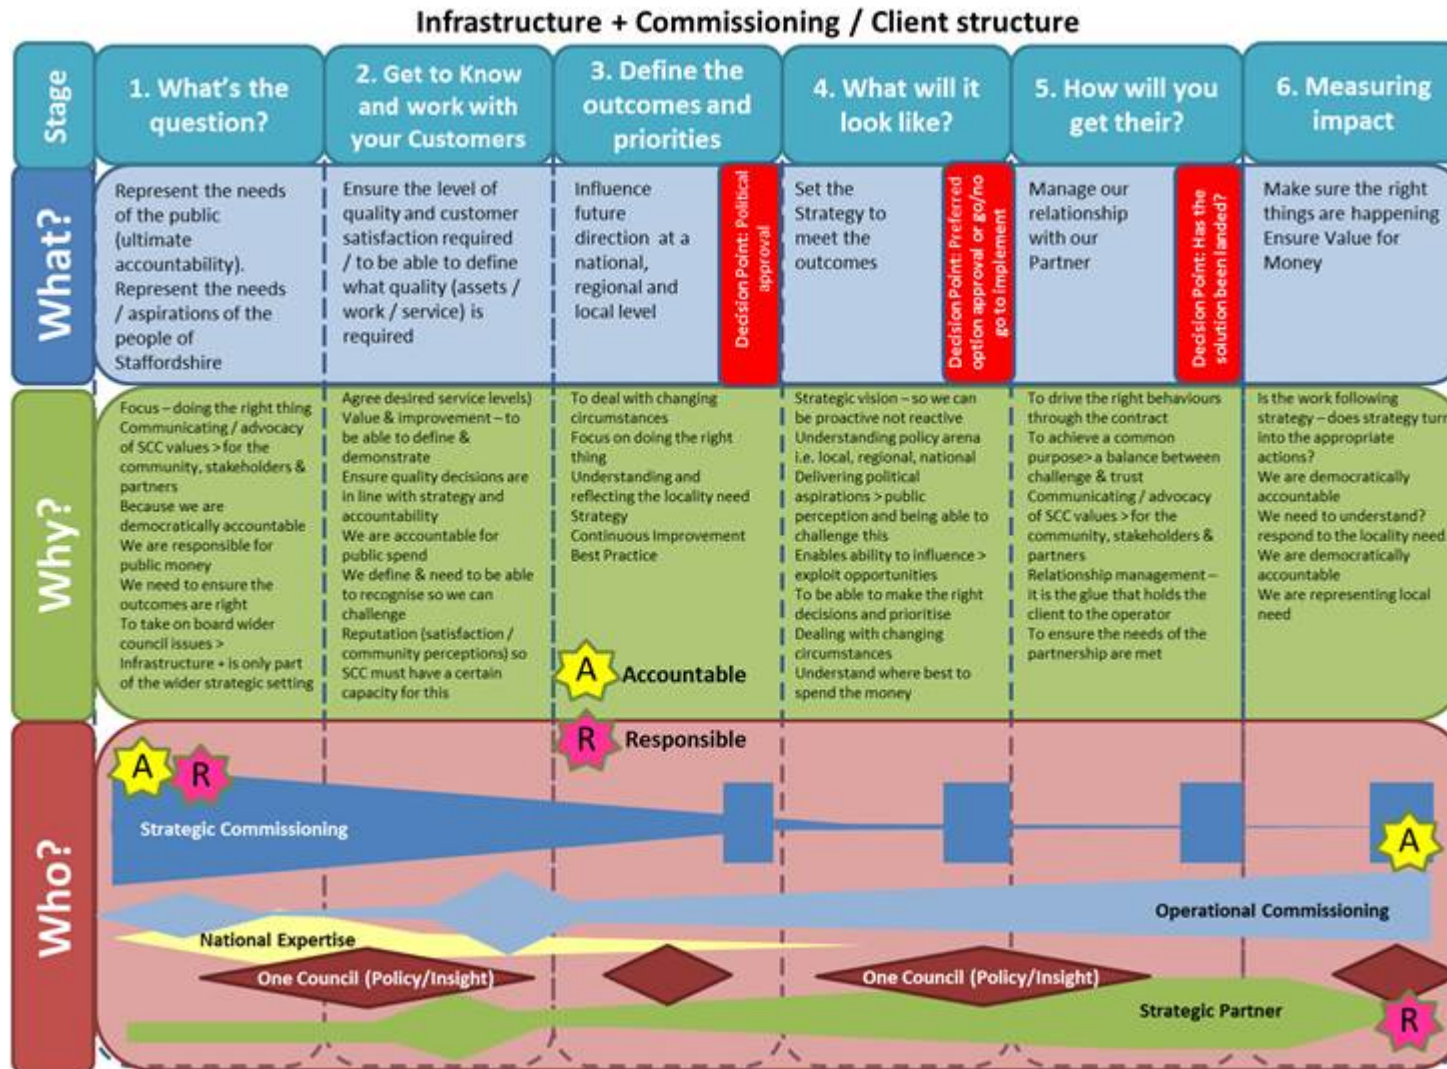 Infrastructure + Commissioning / Client structure
Stage
1. What's the
question?
2. Get to Know
and work with
your Customers
3. Define the
outcomes and
priorities
4. What will it
look like?
5. How will you
get their?
6. Measuring
impact
What?
Represent the needs
of the public
(ultimate
accountability).
Represent the needs
/ aspirations of the
people of
Staffordshire
Ensure the level of
quality and customer
satisfaction required
/ to be able to define
what quality (assets /
work / service) is
required
Influence
future
direction at a
national,
regional and
local level
Decision Point: Political
approval
Set the
Strategy to
meet the
outcomes
Decision Point: Preferred
option approval or go/no
go to implement
Manage our
relationship
with our
Partner
Decision Point: Has the
solution been landed?
Make sure the right
things are happening
Ensure Value for
Money
Why?
Focus – doing the right thing
Communicating / advocacy
of SCC values > for the
community, stakeholders &
partners
Because we are
democratically accountable
We are responsible for
public money
We need to ensure the
outcomes are right
To take on board wider
council issues >
Infrastructure + is only part
of the wider strategic setting
Agree desired service levels)
Value & improvement – to
be able to define &
demonstrate
Ensure quality decisions are
in line with strategy and
accountability
We are accountable for
public spend
We define & need to be able
to recognise so we can
challenge
Reputation (satisfaction /
community perceptions) so
SCC must have a certain
capacity for this
To deal with changing
circumstances
Focus on doing the right
thing
Understanding and
reflecting the locality need
Strategy
Continuous Improvement
Best Practice
A Accountable
Strategic vision – so we can
be proactive not reactive
Understanding policy arena
i.e. local, regional, national
Delivering political
aspirations > public
perception and being able to
challenge this
Enables ability to influence >
exploit opportunities
To be able to make the right
decisions and prioritise
Dealing with changing
circumstances
Understand where best to
spend the money
To drive the right behaviours
through the contract
To achieve a common
purpose> a balance between
challenge & trust
Communicating / advocacy
of SCC values > for the
community, stakeholders &
partners
Relationship management –
it is the glue that holds the
client to the operator
To ensure the needs of the
partnership are met
Is the work following
strategy – does strategy turn
into the appropriate
actions?
We are democratically
accountable
We need to understand?
respond to the locality need
We are democratically
accountable
We are representing local
need
Who?
R Responsible
A
R
Strategic Commissioning
A
Operational Commissioning
National Expertise
One Council (Policy/Insight)
One Council (Policy/Insight)
Strategic Partner
R